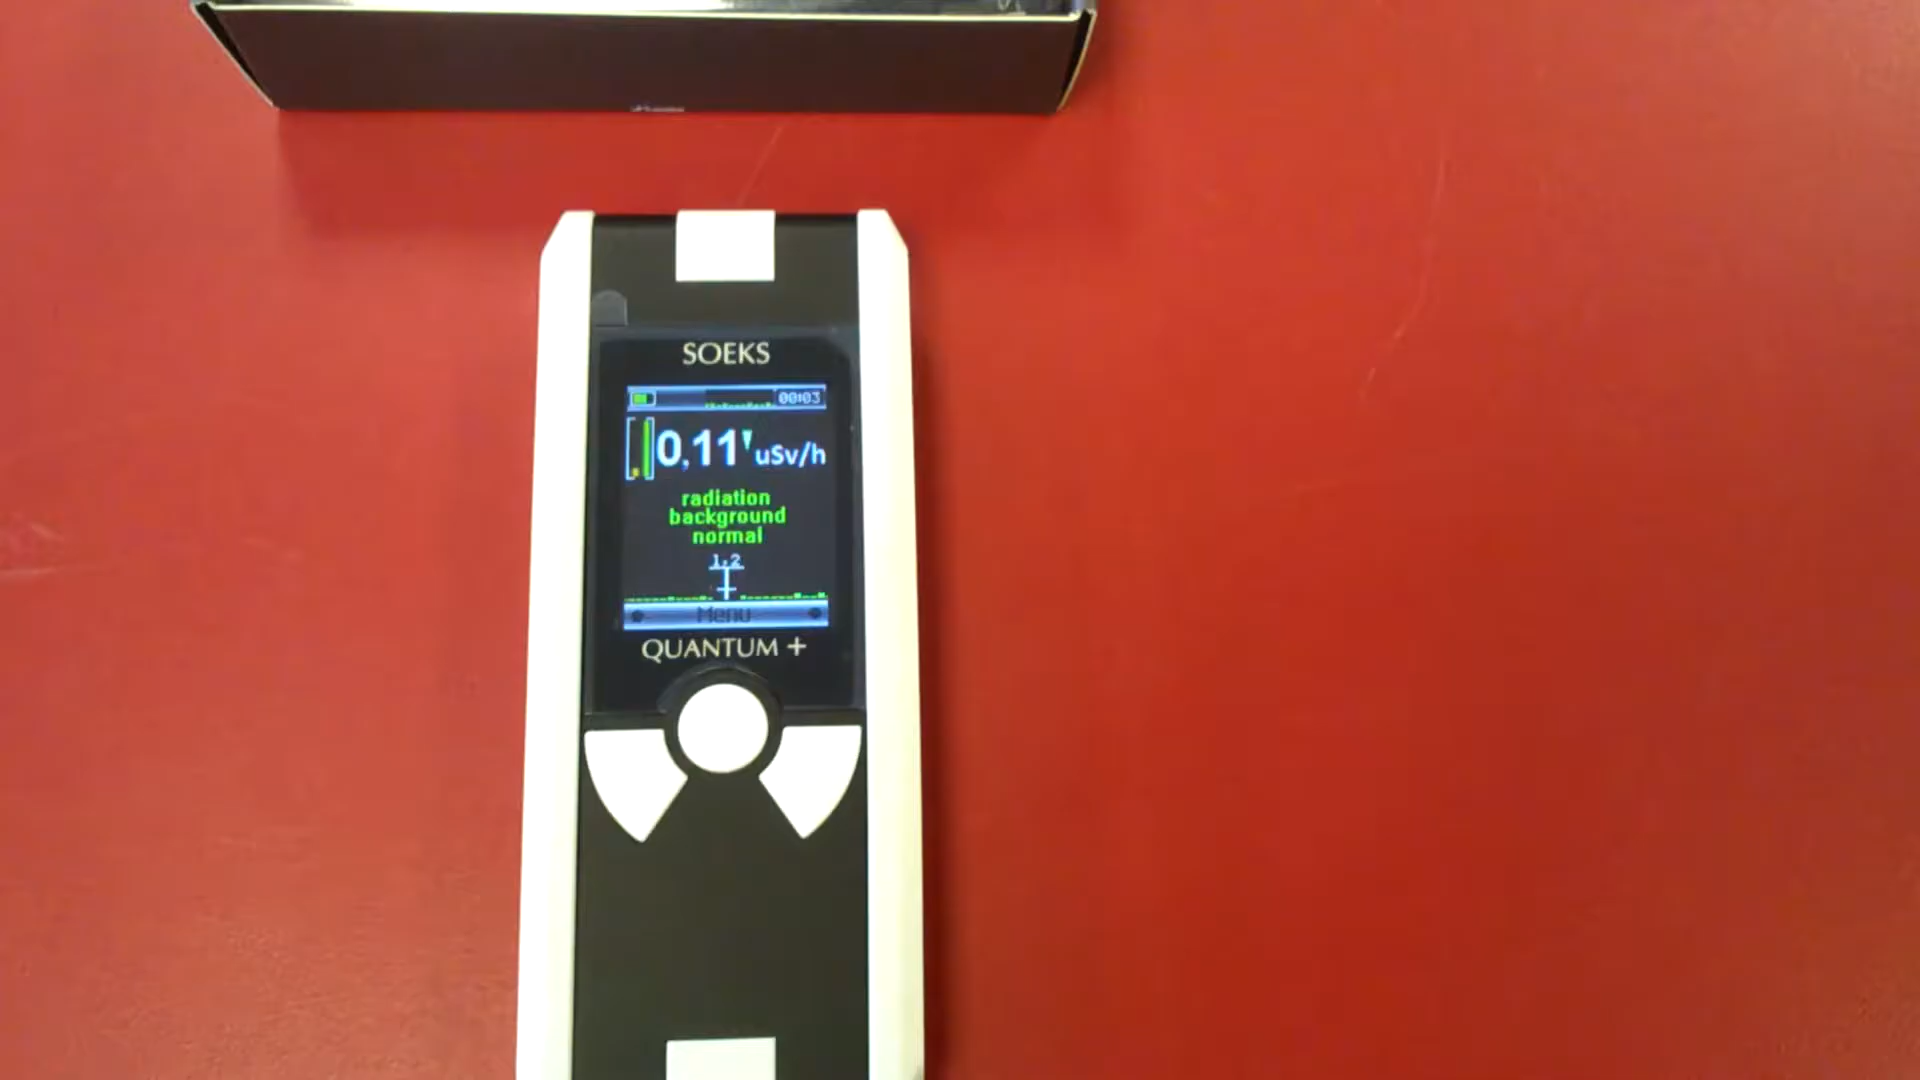 SOEKS
00:03
0.11 uSv/h
radiation
background
normal
1.2
Menu
QUANTUM +